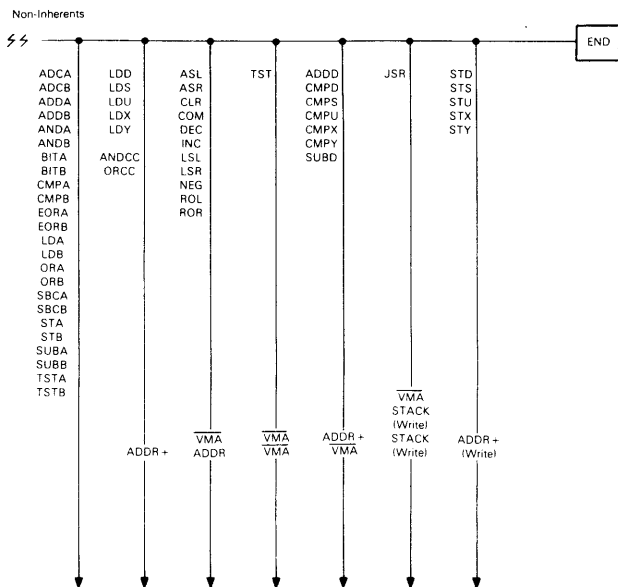 Non-Inherents
END
ADCA
ADCB
ADDA
ADDB
ANDA
ANDB
BITA
BITB
CMPA
CMPB
EORA
EORB
LDA
LDB
ORA
ORB
SBCA
SBCB
STA
STB
SUBA
SUBB
TSTA
TSTB
LDD
LDS
LDU
LDX
LDY
ANDCC
ORCC
ADDR +
ASL
ASR
CLR
COM
DEC
INC
LSL
LSR
NEG
ROL
ROR
VMA
ADDR
TST
VMA
VMA
ADDD
CMPD
CMPS
CMPU
CMPX
CMPY
SUBD
ADDR +
VMA
JSR
VMA
STACK
(Write)
STACK
(Write)
STD
STS
STU
STX
STY
ADDR +
(Write)